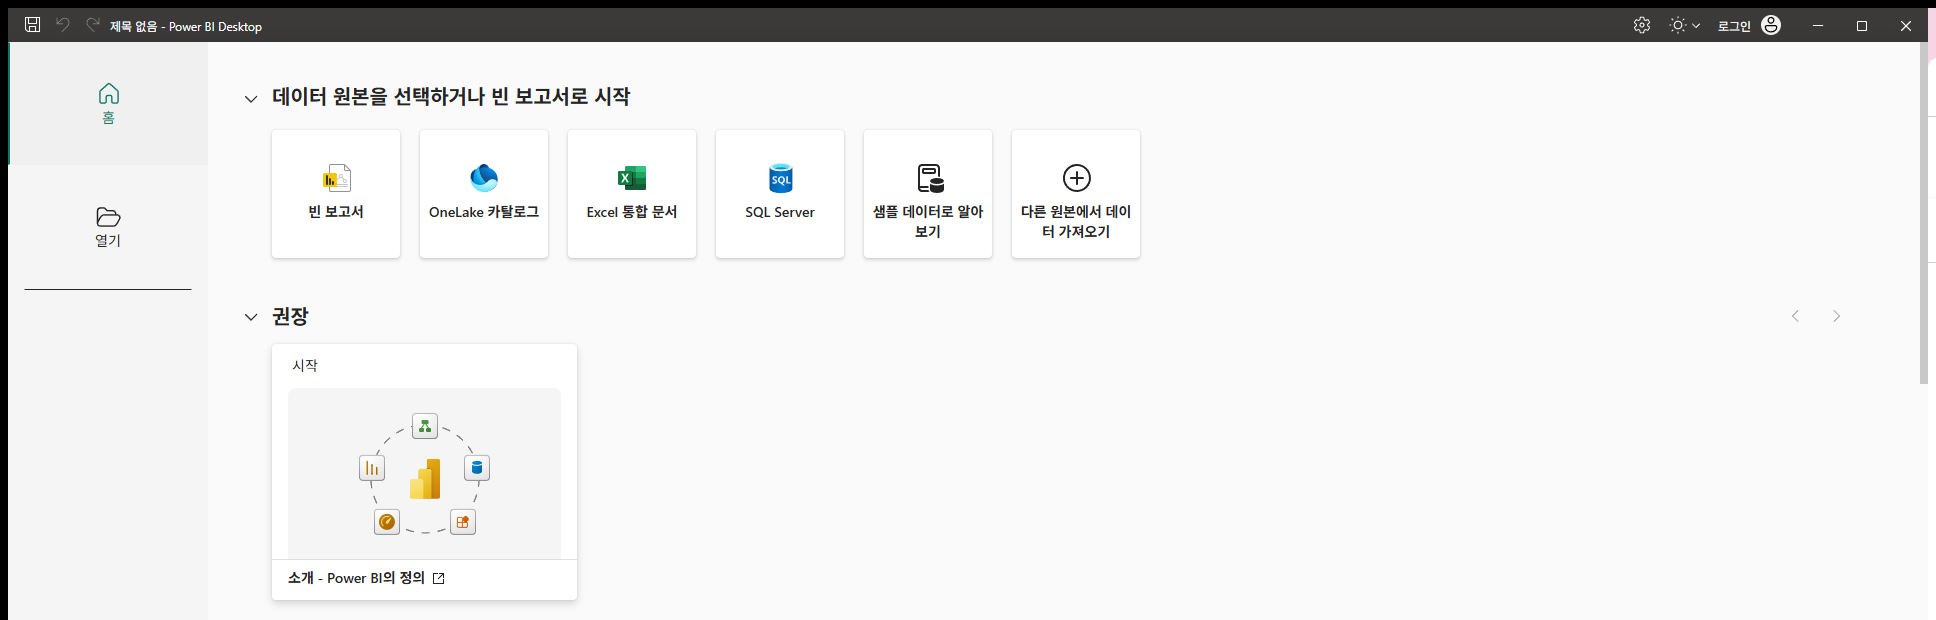 제목 없음 - Power BI Desktop
로그인
홈
열기
데이터 원본을 선택하거나 빈 보고서로 시작
빈 보고서
OneLake 카탈로그
Excel 통합 문서
SQL
SQL Server
샘플 데이터로 알아
보기
다른 원본에서 데이
터 가져오기
권장
시작
소개 - Power BI의 정의